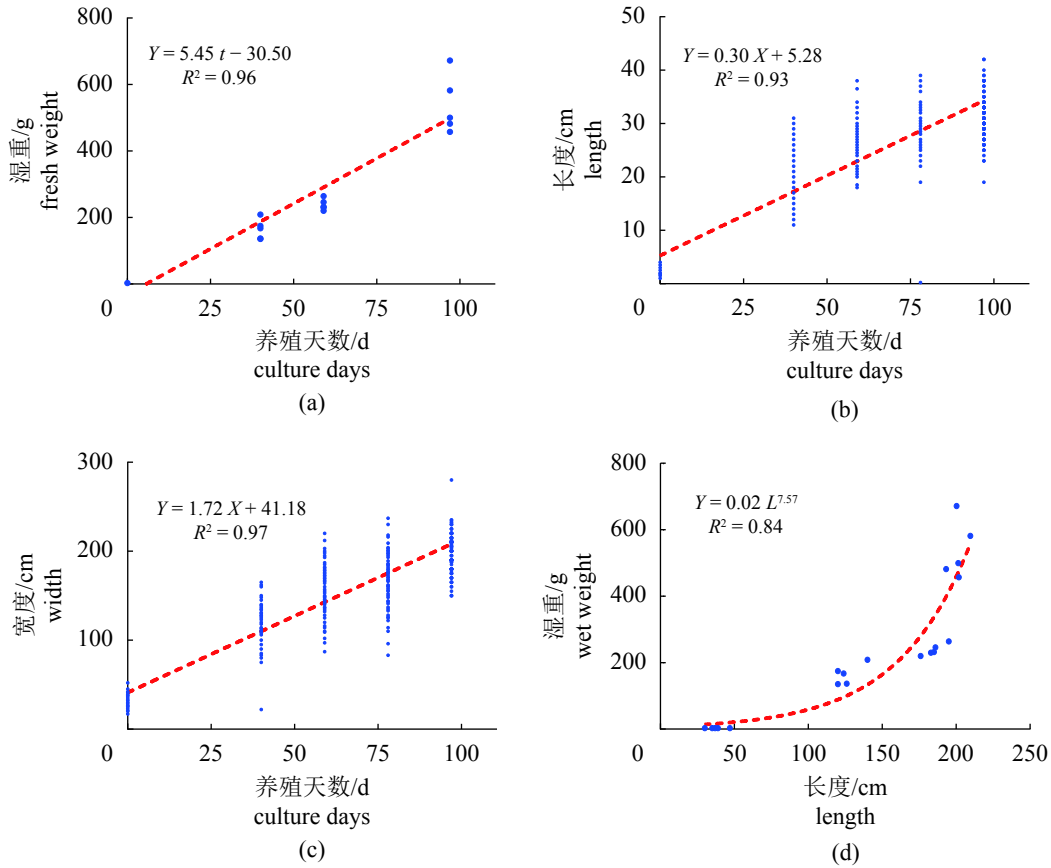 800
600
400
200
0
25
50
75
100
Y = 5.45 t − 30.50
R² = 0.96
湿重/g
fresh weight
养殖天数/d
culture days
(a)
50
40
30
20
10
0
25
50
75
100
Y = 0.30 X + 5.28
R² = 0.93
长度/cm
length
养殖天数/d
culture days
(b)
300
200
100
0
25
50
75
100
Y = 1.72 X + 41.18
R² = 0.97
宽度/cm
width
养殖天数/d
culture days
(c)
800
600
400
200
0
50
100
150
200
250
Y = 0.02 L⁷·⁵⁷
R² = 0.84
湿重/g
wet weight
长度/cm
length
(d)